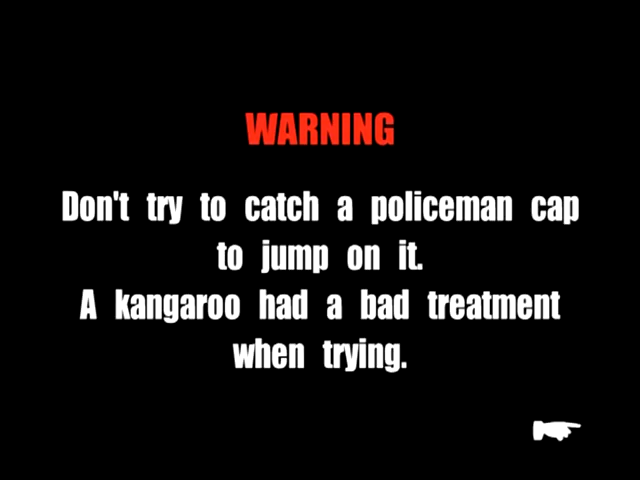 WARNING
Don't try to catch a policeman cap
to jump on it.
A kangaroo had a bad treatment
when trying.